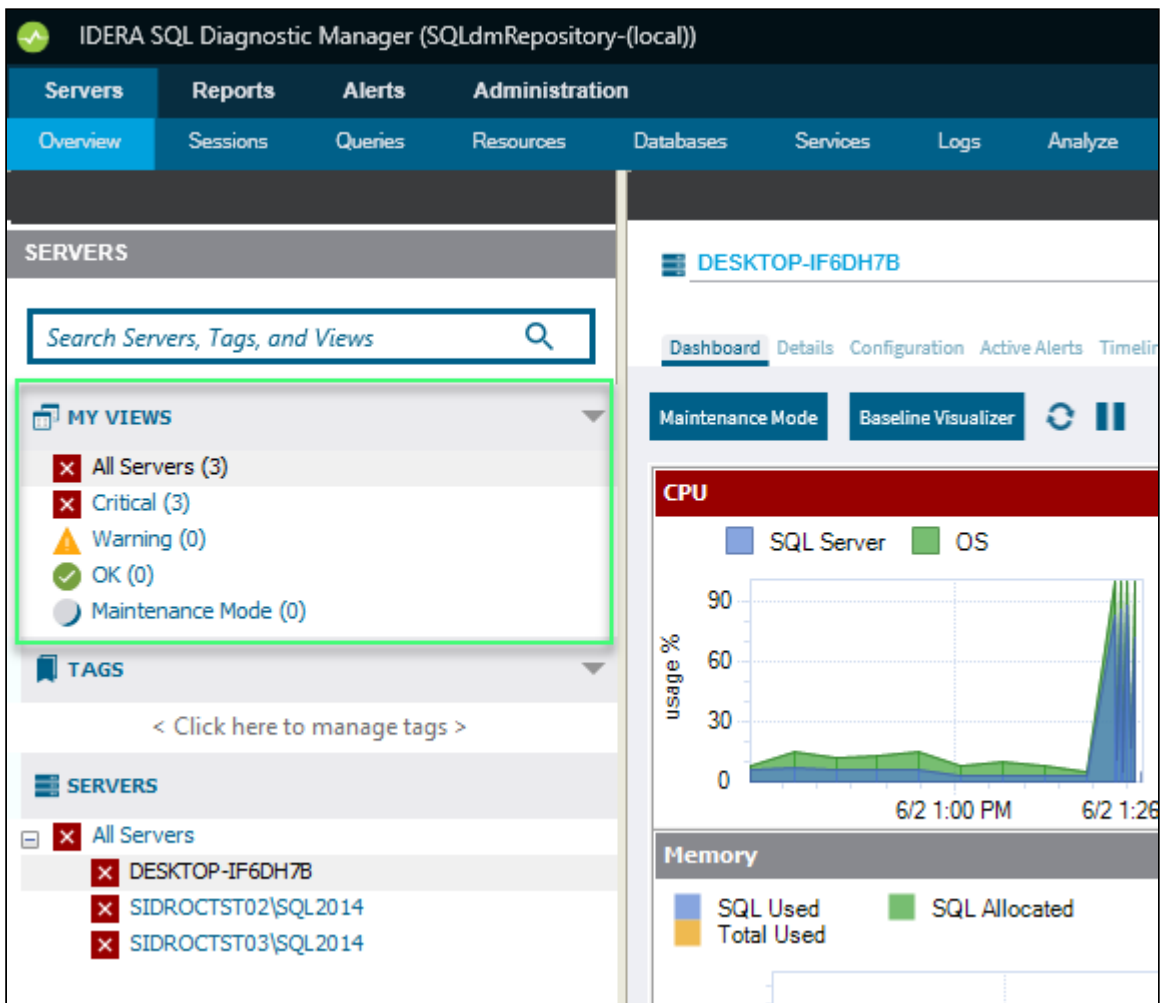 IDERA SQL Diagnostic Manager (SQLdmRepository-(local))
Servers Reports Alerts Administration
Overview Sessions Queries Resources Databases Services Logs Analyze
SERVERS
Search Servers, Tags, and Views
MY VIEWS
All Servers (3)
Critical (3)
Warning (0)
OK (0)
Maintenance Mode (0)
TAGS
< Click here to manage tags >
SERVERS
All Servers
DESKTOP-IF6DH7B
SIDROCTST02\SQL2014
SIDROCTST03\SQL2014
DESKTOP-IF6DH7B
Dashboard Details Configuration Active Alerts
Maintenance Mode Baseline Visualizer
CPU
SQL Server OS
90
60
30
0
usage %
6/2 1:00 PM 6/2 1:26
Memory
SQL Used SQL Allocated
Total Used